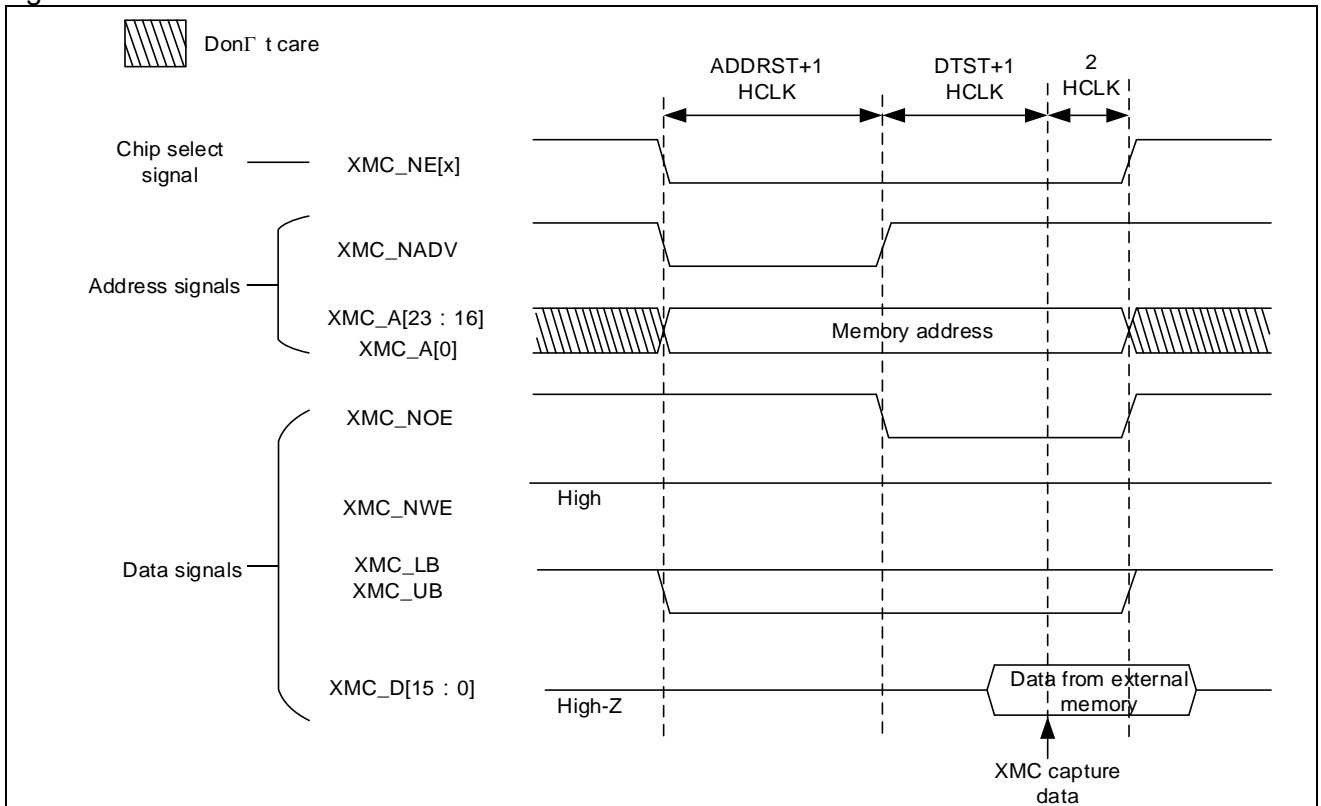 DonΓ t care
ADDRST+1
HCLK
DTST+1
HCLK
2
HCLK
Chip select
signal
XMC_NE[x]
Address signals
XMC_NADV
XMC_A[23：16]
XMC_A[0]
Memory address
Data signals
XMC_NOE
XMC_NWE
High
XMC_LB
XMC_UB
XMC_D[15：0]
High-Z
Data from external
memory
XMC capture
data